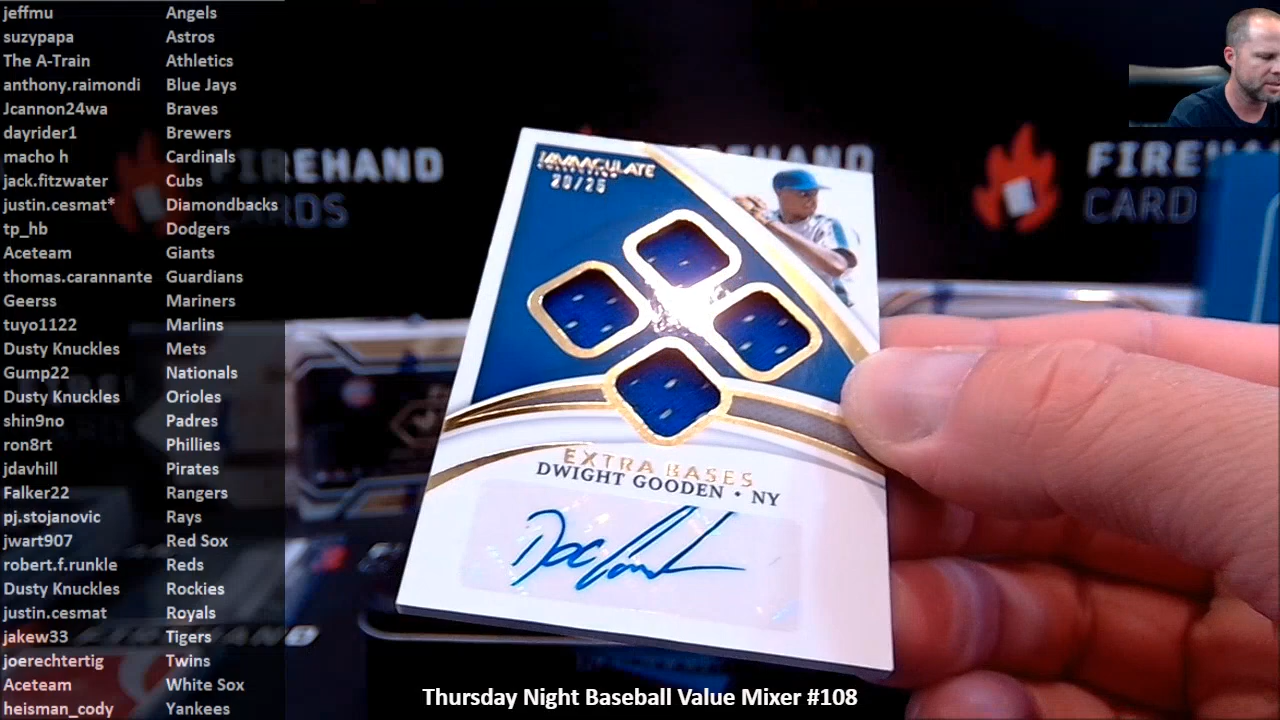 jeffmu Angels
suzypapa Astros
The A-Train Athletics
anthony.raimondi Blue Jays
Jcannon24wa Braves
dayrider1 Brewers
macho h Cardinals
jack.fitzwater Cubs
justin.cesmat* Diamondbacks
tp_hb Dodgers
Aceteam Giants
thomas.carannante Guardians
Geerss Mariners
tuyo1122 Marlins
Dusty Knuckles Mets
Gump22 Nationals
Dusty Knuckles Orioles
shin9no Padres
ron8rt Phillies
jdavhill Pirates
Falker22 Rangers
pj.stojanovic Rays
jwart907 Red Sox
robert.f.runkle Reds
Dusty Knuckles Rockies
justin.cesmat Royals
jakew33 Tigers
joerechtertig Twins
Aceteam White Sox
heisman_cody Yankees
FIREHAND
CARDS
IMMACULATE
COLLECTION
20/25
EXTRA BASES
DWIGHT GOODEN • NY
Doc
FIREH
CARD
Thursday Night Baseball Value Mixer #108